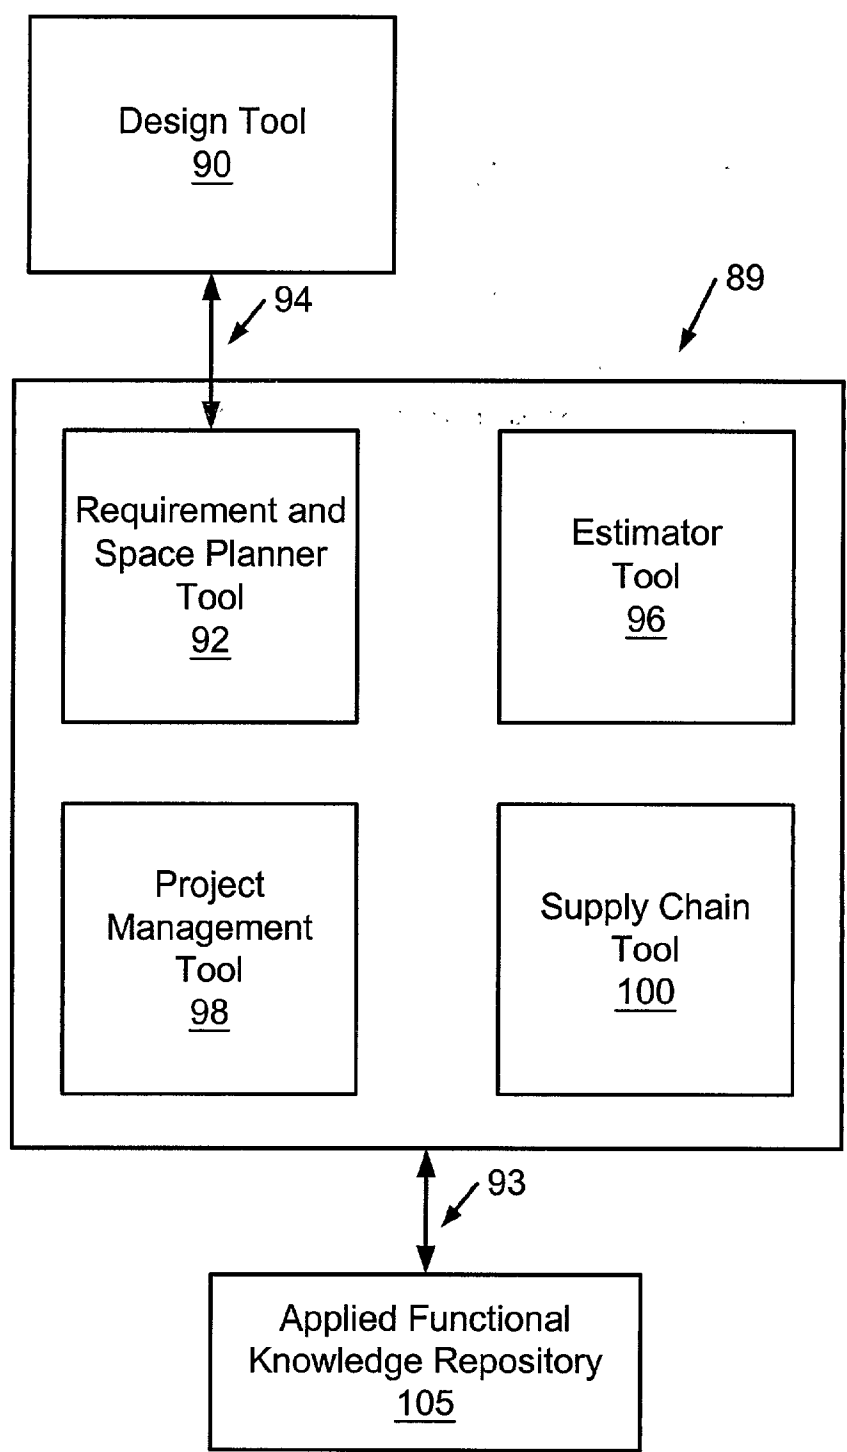 Design Tool
90
94
89
Requirement and
Space Planner
Tool
92
Estimator
Tool
96
Project
Management
Tool
98
Supply Chain
Tool
100
93
Applied Functional
Knowledge Repository
105